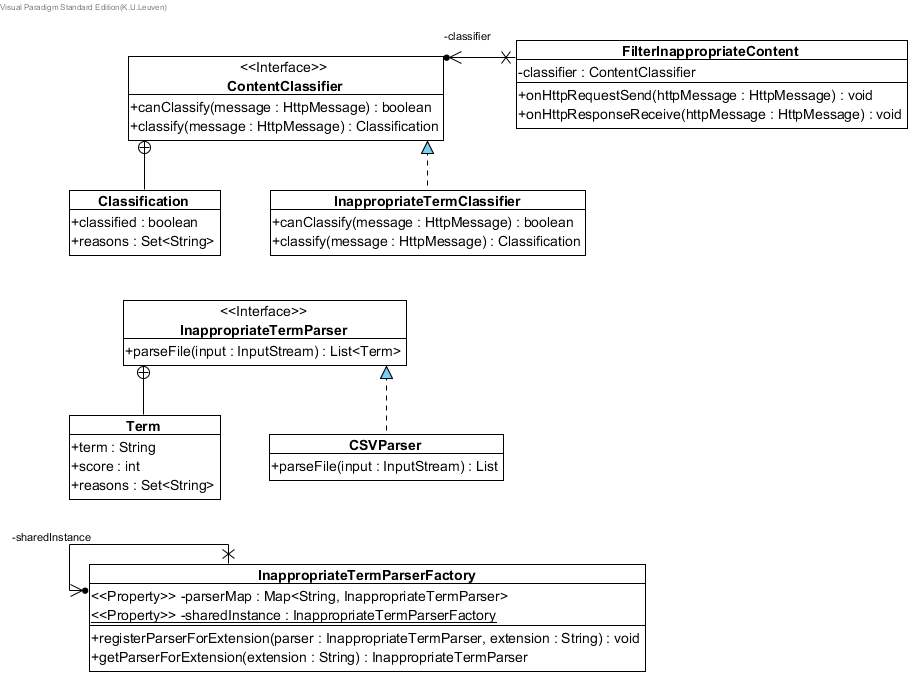 Visual Paradigm Standard Edition(K.U.Leuven)
-classifier
<<Interface>>
ContentClassifier
+canClassify(message : HttpMessage) : boolean
+classify(message : HttpMessage) : Classification
FilterInappropriateContent
-classifier : ContentClassifier
+onHttpRequestSend(httpMessage : HttpMessage) : void
+onHttpResponseReceive(httpMessage : HttpMessage) : void
Classification
+classified : boolean
+reasons : Set<String>
InappropriateTermClassifier
+canClassify(message : HttpMessage) : boolean
+classify(message : HttpMessage) : Classification
<<Interface>>
InappropriateTermParser
+parseFile(input : InputStream) : List<Term>
Term
+term : String
+score : int
+reasons : Set<String>
CSVParser
+parseFile(input : InputStream) : List
-sharedInstance
InappropriateTermParserFactory
<<Property>> -parserMap : Map<String, InappropriateTermParser>
<<Property>> -sharedInstance : InappropriateTermParserFactory
+registerParserForExtension(parser : InappropriateTermParser, extension : String) : void
+getParserForExtension(extension : String) : InappropriateTermParser